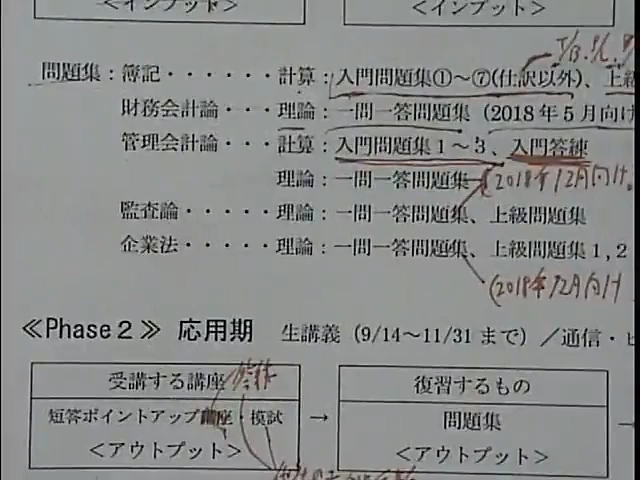 <インプット> <インプット>
T/B、P/L、
問題集：簿記・・・・・・計算：入門問題集①～⑦(仕訳以外)、上級
財務会計論・・・理論：一問一答問題集（2018年5月向け
管理会計論・・・計算：入門問題集1～3、入門答練
理論：一問一答問題集 (2018年12月向け
監査論・・・・・理論：一問一答問題集、上級問題集
企業法・・・・・理論：一問一答問題集、上級問題集1,2
(2018年12月向け
≪Phase２≫ 応用期 生講義（9/14～11/31まで）／通信・ビ
受講する講座 答練 復習するもの
短答ポイントアップ講座・模試 → 問題集 →
<アウトプット> <アウトプット>